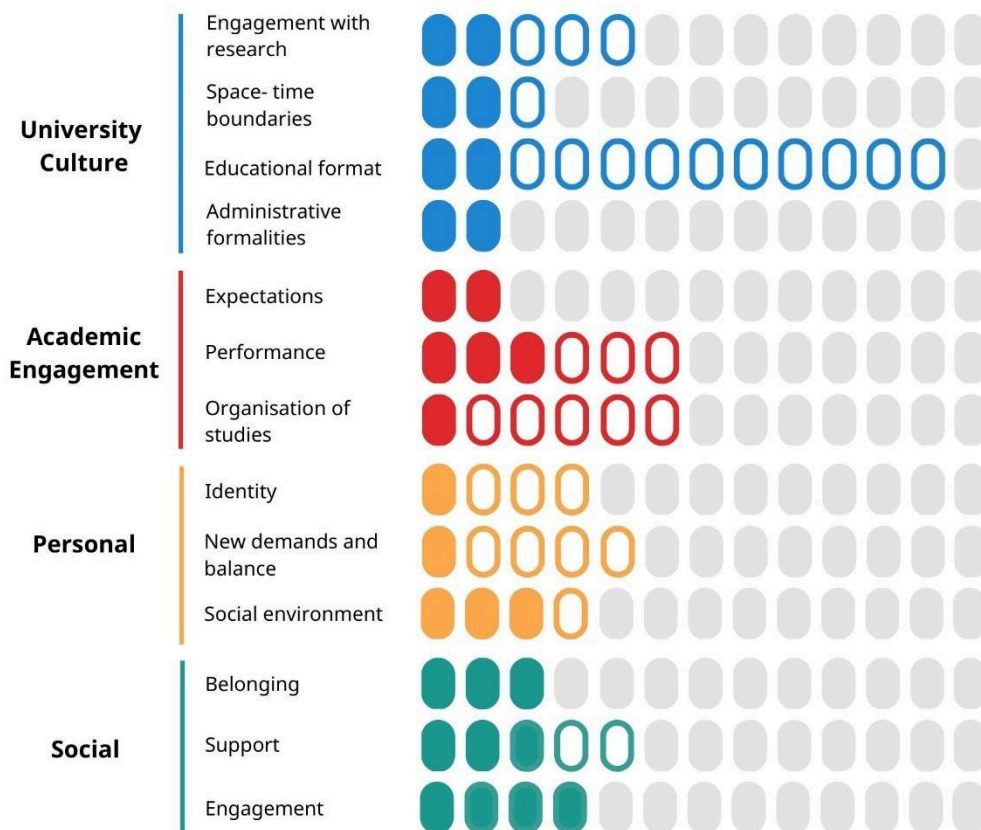 University
Culture
Engagement with
research
Space- time
boundaries
Educational format
Administrative
formalities
Academic
Engagement
Expectations
Performance
Organisation of
studies
Personal
Identity
New demands and
balance
Social environment
Social
Belonging
Support
Engagement